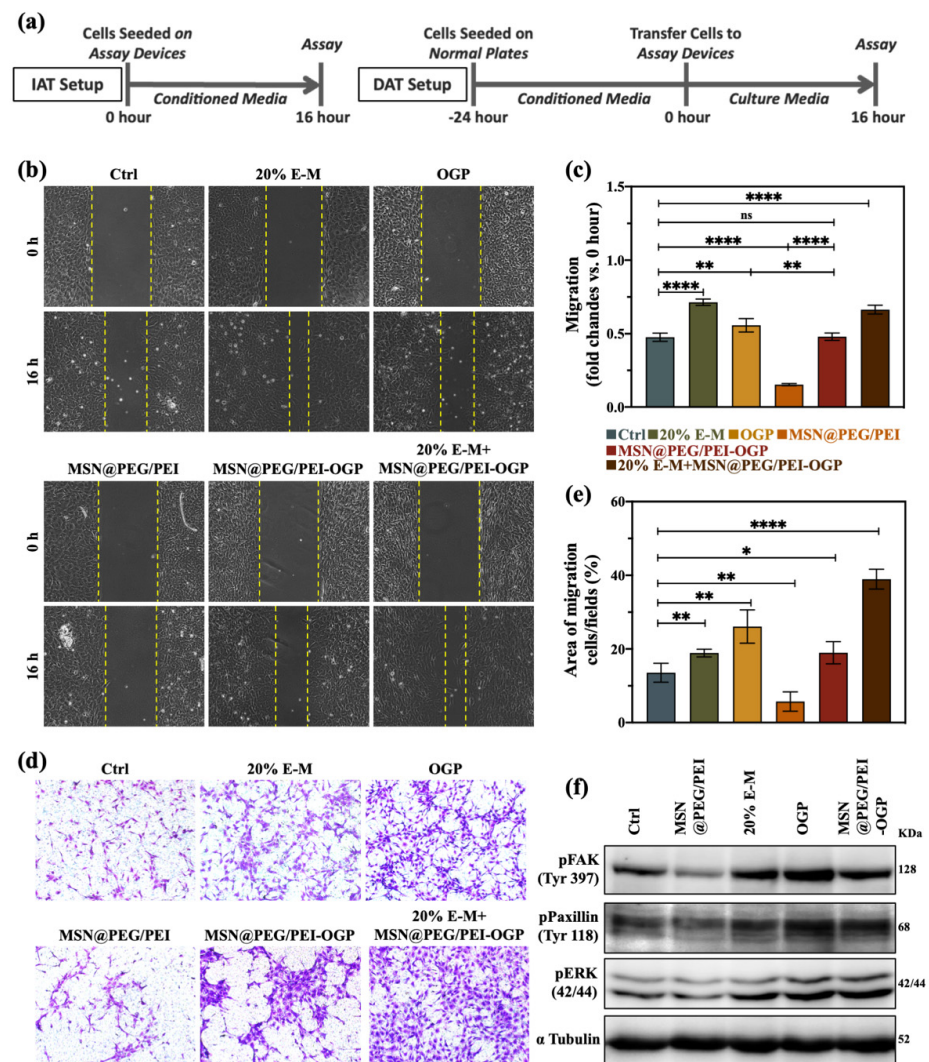 (a)
Cells Seeded on
Assay Devices
Assay
IAT Setup
Conditioned Media
0 hour
16 hour
Cells Seeded on
Normal Plates
Transfer Cells to
Assay Devices
Assay
DAT Setup
Conditioned Media
Culture Media
-24 hour
0 hour
16 hour
(b)
Ctrl
20% E-M
OGP
0 h
16 h
MSN@PEG/PEI
MSN@PEG/PEI-OGP
20% E-M+
MSN@PEG/PEI-OGP
0 h
16 h
(c)
Migration
(fold chandes vs. 0 hour)
1.5
1.0
0.5
0.0
****
ns
****
****
**
**
****
Ctrl
20% E-M
OGP
MSN@PEG/PEI
MSN@PEG/PEI-OGP
20% E-M+MSN@PEG/PEI-OGP
(e)
Area of migration
cells/fields (%)
60
40
20
0
****
*
**
**
**
(d)
Ctrl
20% E-M
OGP
MSN@PEG/PEI
MSN@PEG/PEI-OGP
20% E-M+
MSN@PEG/PEI-OGP
(f)
Ctrl
MSN
@PEG/PEI
20% E-M
OGP
MSN
@PEG/PEI
-OGP
KDa
pFAK
(Tyr 397)
128
pPaxillin
(Tyr 118)
68
pERK
(42/44)
42/44
α Tubulin
52